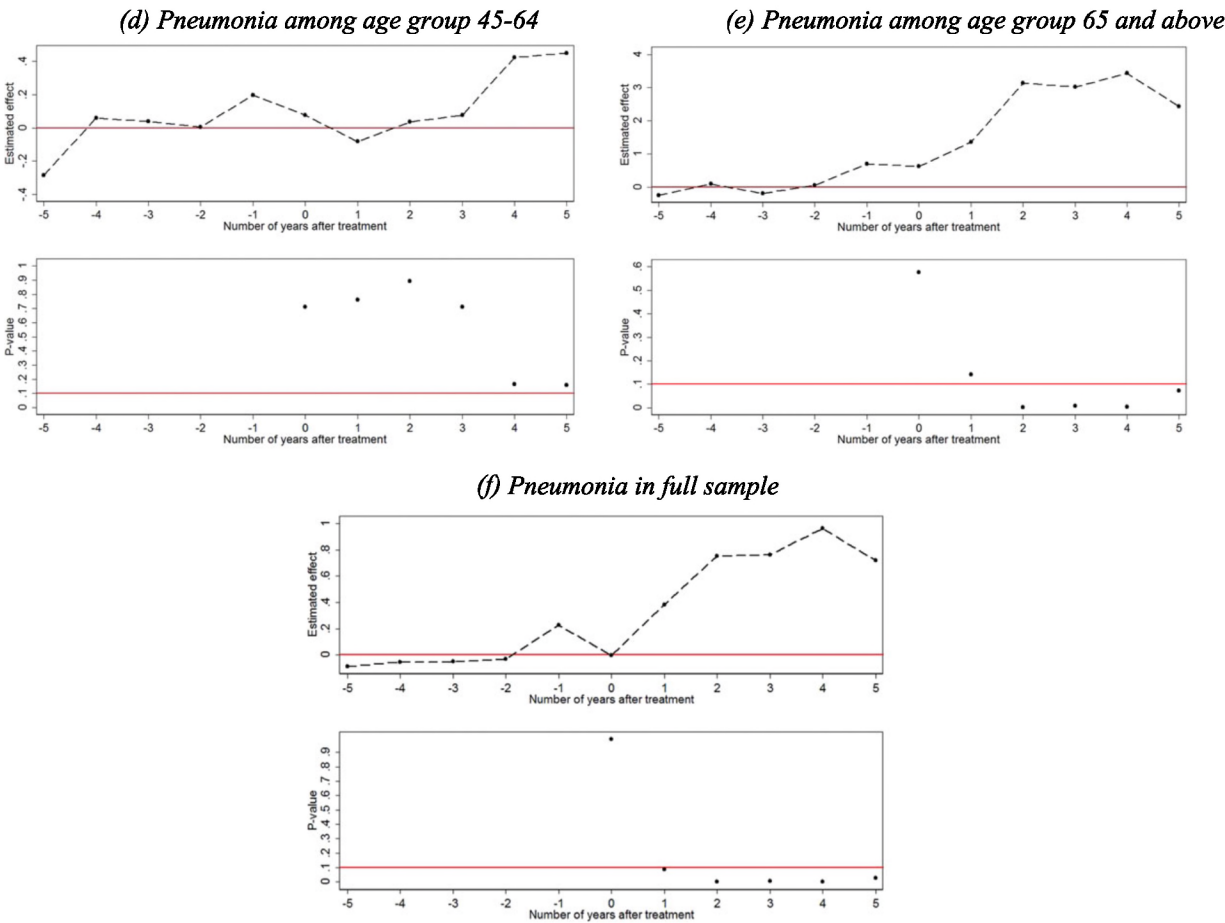 (d) Pneumonia among age group 45-64
Estimated effect
.4
.2
0
-.2
-.4
-5 -4 -3 -2 -1 0 1 2 3 4 5
Number of years after treatment
P-value
1
.9
.8
.7
.6
.5
.4
.3
.2
.1
0
-5 -4 -3 -2 -1 0 1 2 3 4 5
Number of years after treatment
(e) Pneumonia among age group 65 and above
Estimated effect
4
3
2
1
0
-5 -4 -3 -2 -1 0 1 2 3 4 5
Number of years after treatment
P-value
.6
.5
.4
.3
.2
.1
0
-5 -4 -3 -2 -1 0 1 2 3 4 5
Number of years after treatment
(f) Pneumonia in full sample
Estimated effect
1
.8
.6
.4
.2
0
-5 -4 -3 -2 -1 0 1 2 3 4 5
Number of years after treatment
P-value
.9
.8
.7
.6
.5
.4
.3
.2
.1
0
-5 -4 -3 -2 -1 0 1 2 3 4 5
Number of years after treatment